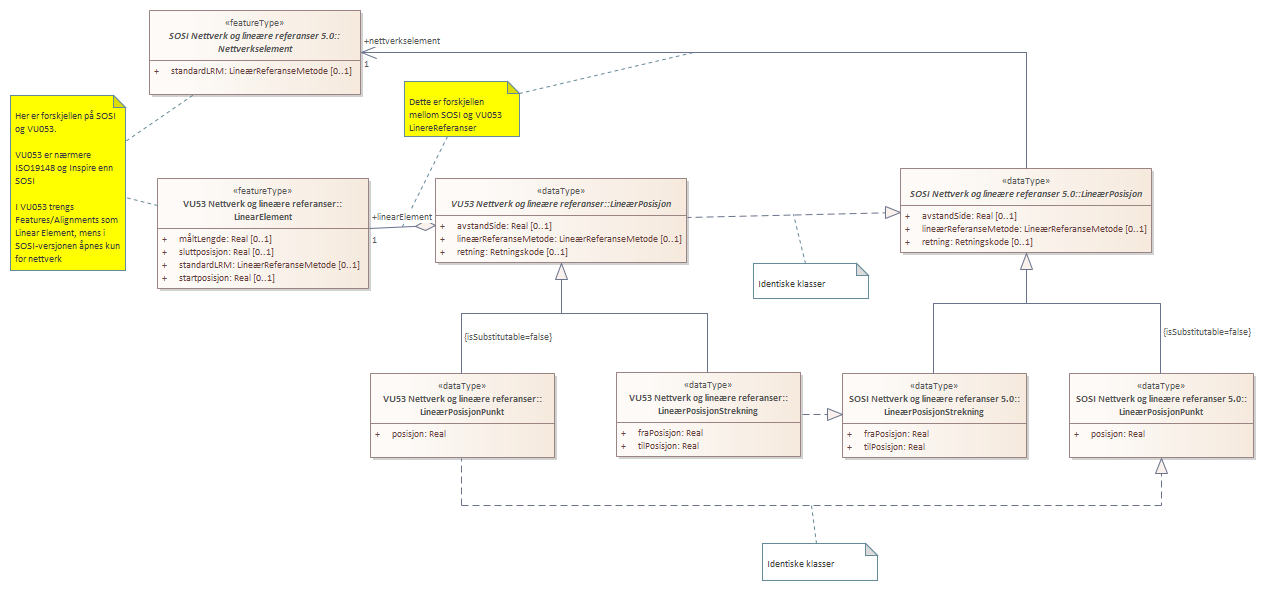 «featureType»
SOSI Nettverk og lineære referanser 5.0::
Nettverkselement
+ standardLRM: LineærReferanseMetode [0..1]
+nettverkselement
1
Her er forskjellen på SOSI
og VU053.
VU053 er nærmere
ISO19148 og Inspire enn
SOSI
I VU053 trengs
Features/Alignments som
Linear Element, mens i
SOSI-versjonen åpnes kun
for nettverk
Dette er forskjellen
mellom SOSI og VU053
LinereReferanser
«featureType»
VU53 Nettverk og lineære referanser::
LinearElement
+ måltLengde: Real [0..1]
+ sluttposisjon: Real [0..1]
+ standardLRM: LineærReferanseMetode [0..1]
+ startposisjon: Real [0..1]
+linearElement
1
«dataType»
VU53 Nettverk og lineære referanser::LineærPosisjon
+ avstandSide: Real [0..1]
+ lineærReferanseMetode: LineærReferanseMetode [0..1]
+ retning: Retningskode [0..1]
«dataType»
SOSI Nettverk og lineære referanser 5.0::LineærPosisjon
+ avstandSide: Real [0..1]
+ lineærReferanseMetode: LineærReferanseMetode [0..1]
+ retning: Retningskode [0..1]
Identiske klasser
{isSubstitutable=false}
{isSubstitutable=false}
«dataType»
VU53 Nettverk og lineære referanser::
LineærPosisjonPunkt
+ posisjon: Real
«dataType»
VU53 Nettverk og lineære referanser::
LineærPosisjonStrekning
+ fraPosisjon: Real
+ tilPosisjon: Real
«dataType»
SOSI Nettverk og lineære referanser 5.0::
LineærPosisjonStrekning
+ fraPosisjon: Real
+ tilPosisjon: Real
«dataType»
SOSI Nettverk og lineære referanser 5.0::
LineærPosisjonPunkt
+ posisjon: Real
Identiske klasser